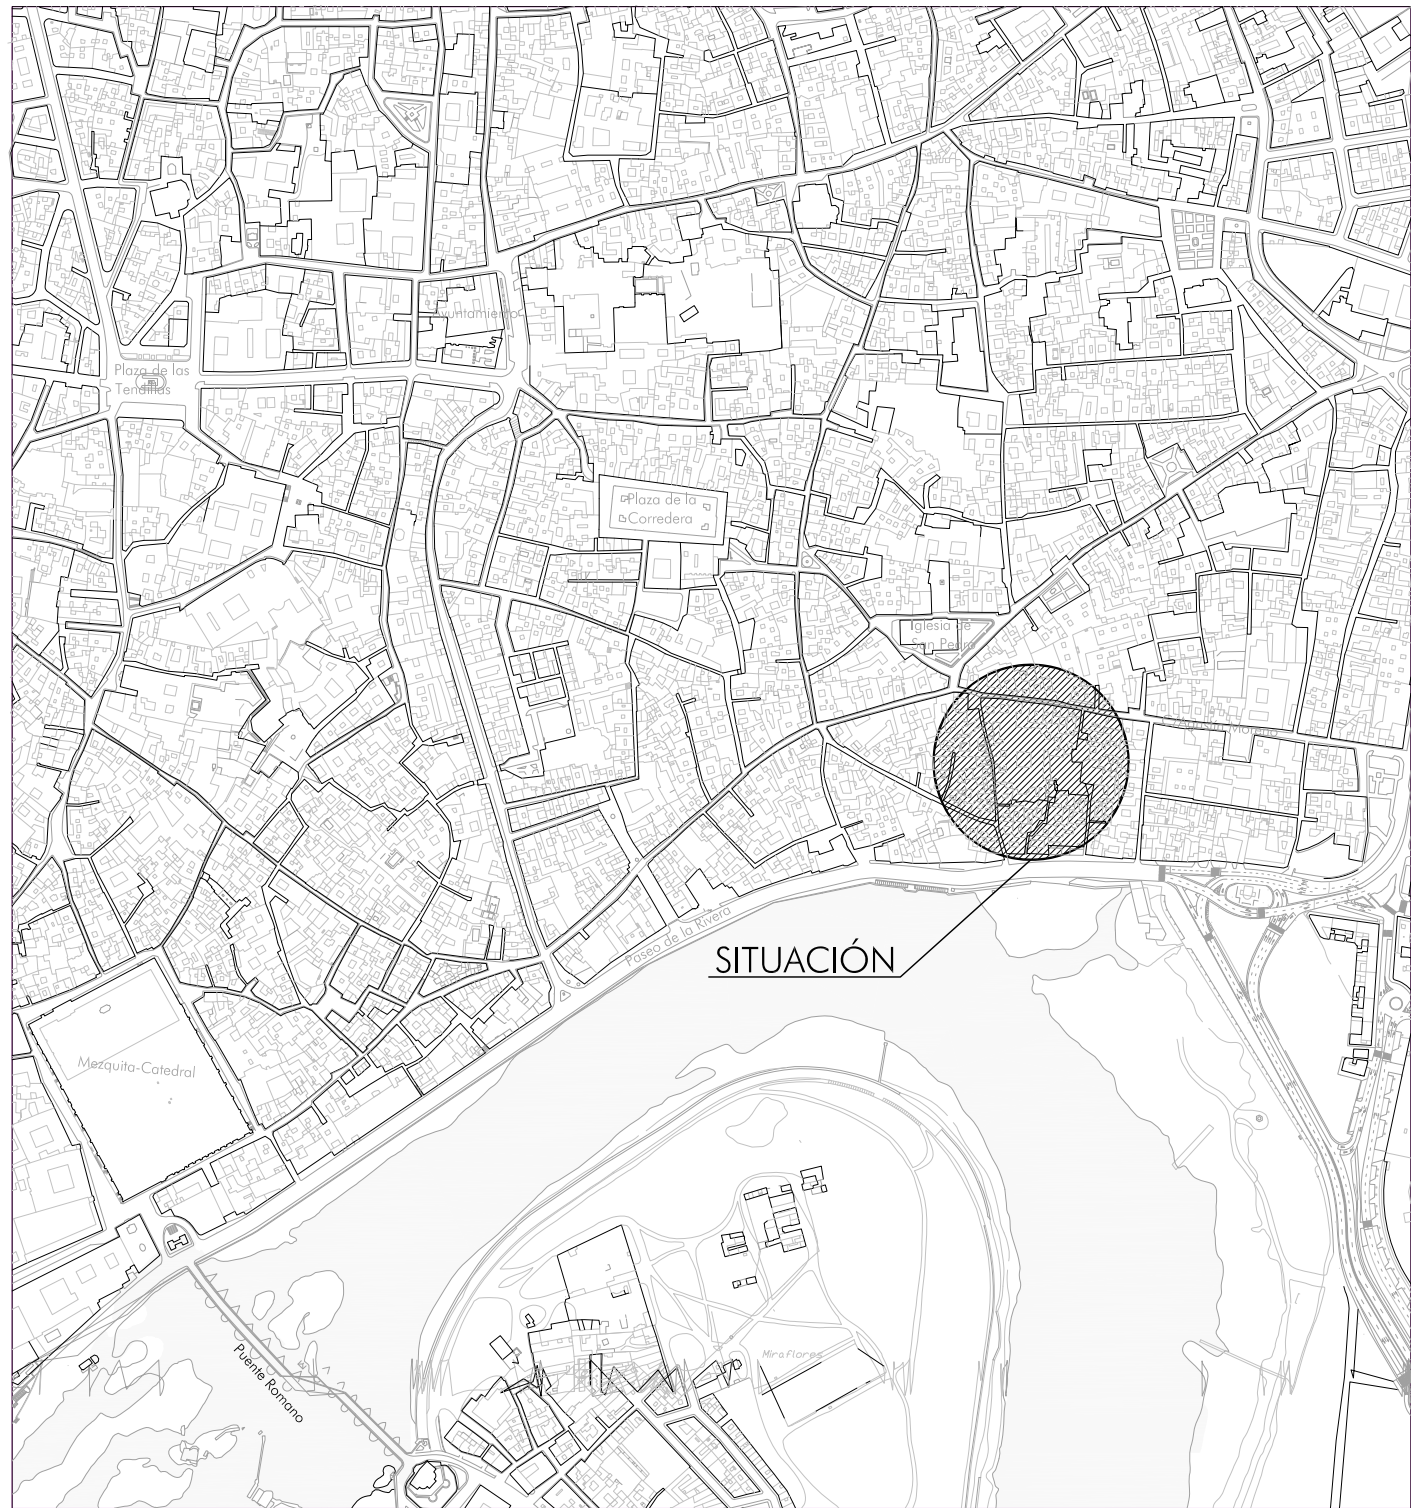 Ayuntamiento
Plaza de las
Tendillas
Plaza de la
Corredera
Iglesia de
San Pedro
Paseo de la Rivera
SITUACIÓN
Mezquita-Catedral
Puente Romano
Miraflores